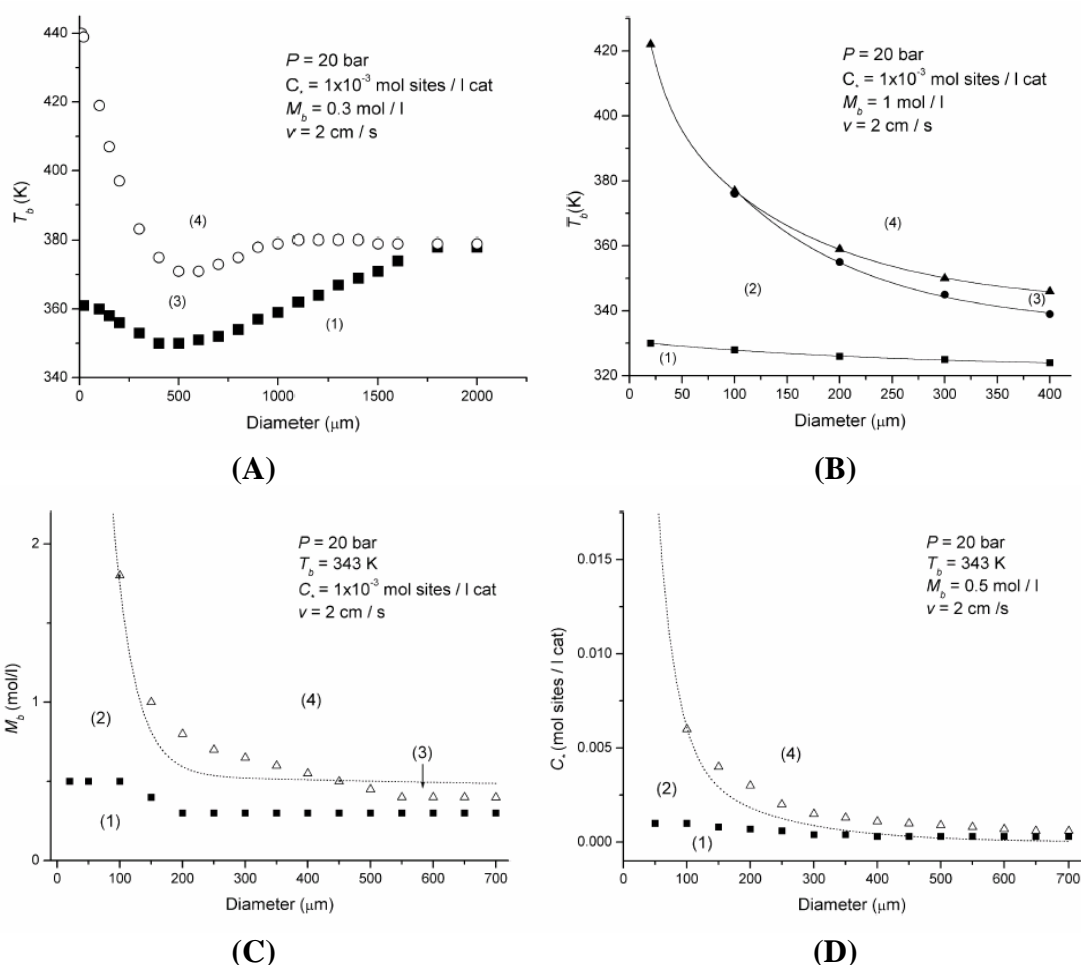 440
420
400
380
360
340
T_b (K)
P = 20 bar
C_* = 1x10^-3 mol sites / l cat
M_b = 0.3 mol / l
v = 2 cm / s
(4)
(3)
(1)
0 500 1000 1500 2000
Diameter (μm)
(A)
420
400
380
360
340
320
T_b(K)
P = 20 bar
C_* = 1x10^-3 mol sites / l cat
M_b = 1 mol / l
v = 2 cm / s
(4)
(3)
(2)
(1)
0 50 100 150 200 250 300 350 400
Diameter (μm)
(B)
2
1
0
M_b (mol/l)
P = 20 bar
T_b = 343 K
C_* = 1x10^-3 mol sites / l cat
v = 2 cm / s
(2)
(4)
(3)
(1)
0 100 200 300 400 500 600 700
Diameter (μm)
(C)
0.015
0.010
0.005
0.000
C_* (mol sites / l cat)
P = 20 bar
T_b = 343 K
M_b = 0.5 mol / l
v = 2 cm /s
(4)
(2)
(1)
0 100 200 300 400 500 600 700
Diameter (μm)
(D)